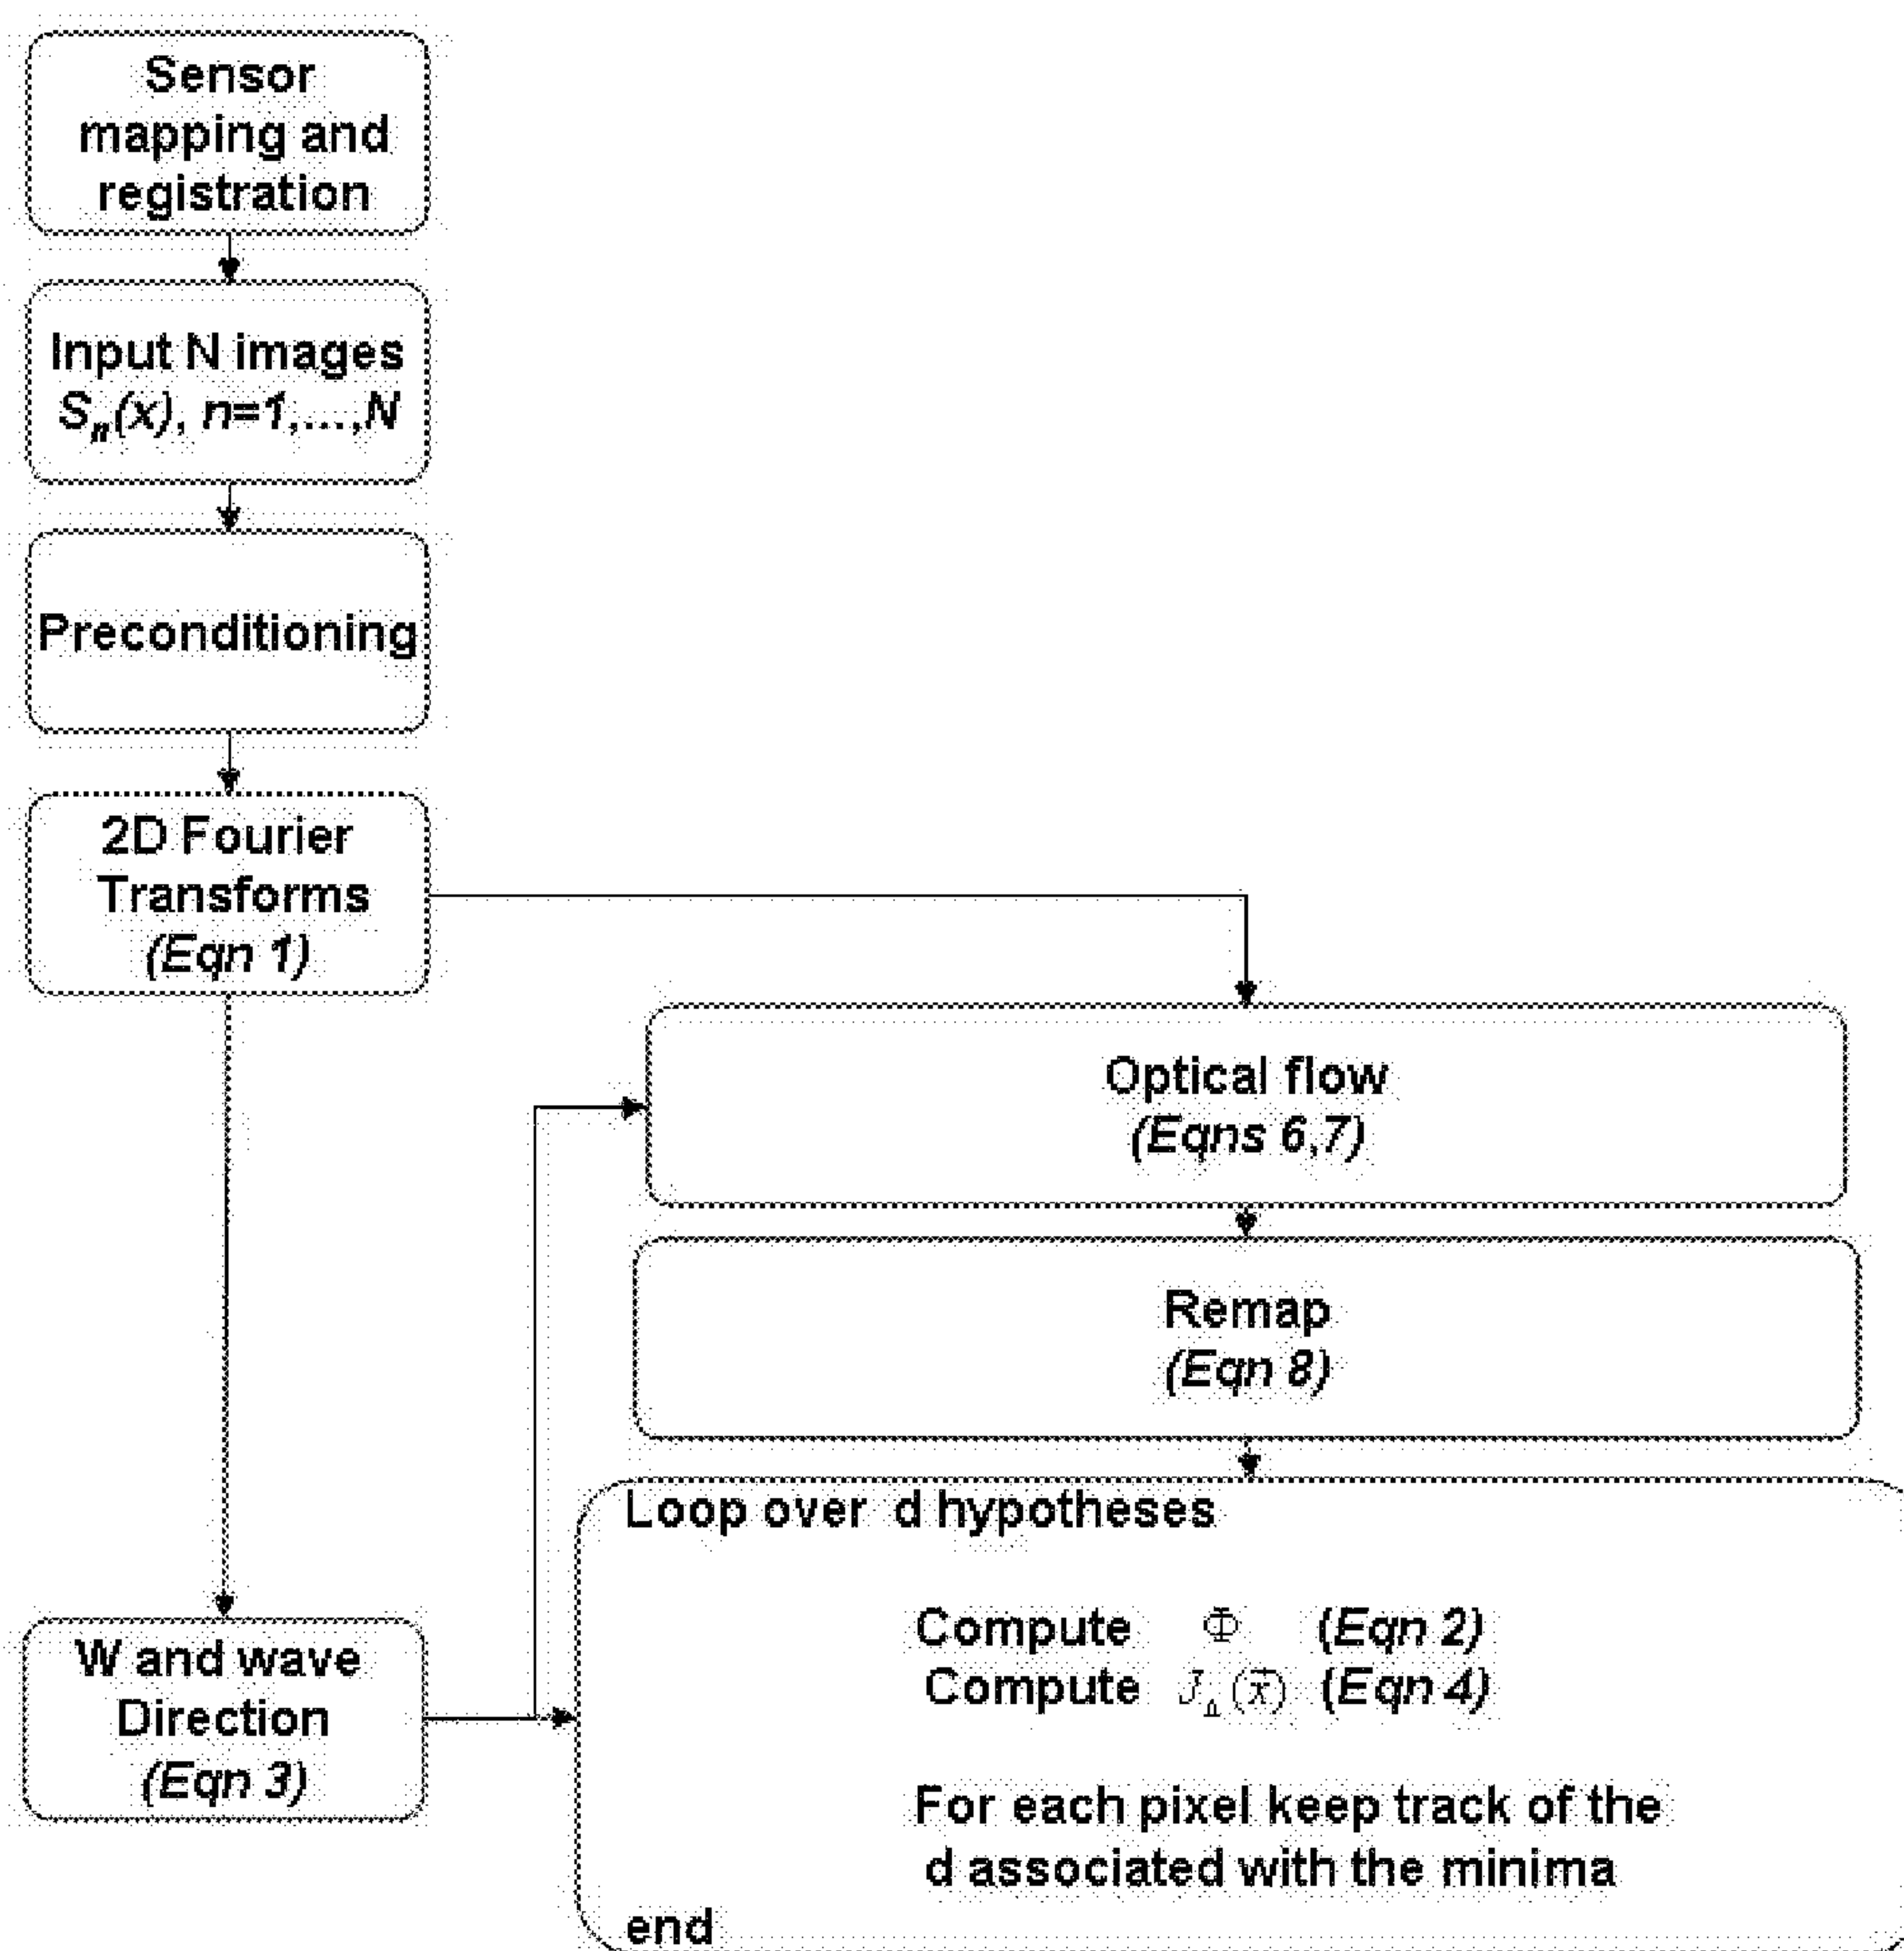 Sensor
mapping and
registration
Input N images
Sₙ(x), n=1,...,N
Preconditioning
2D Fourier
Transforms
(Eqn 1)
Optical flow
(Eqns 6,7)
Remap
(Eqn 8)
W and wave
Direction
(Eqn 3)
Loop over d hypotheses
Compute Φ (Eqn 2)
Compute J (x̄) (Eqn 4)
For each pixel keep track of the
d associated with the minima
end